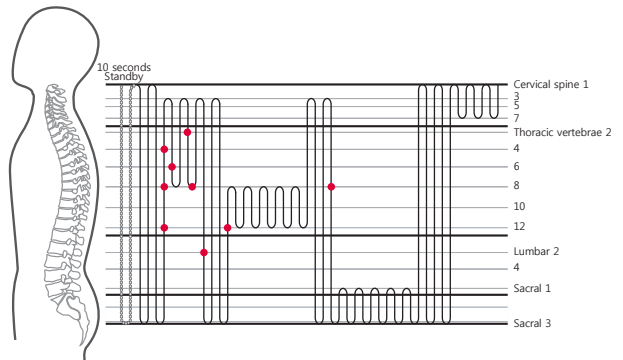 10 seconds
Standby
Cervical spine 1
3
5
7
Thoracic vertebrae 2
4
6
8
10
12
Lumbar 2
4
Sacral 1
Sacral 3